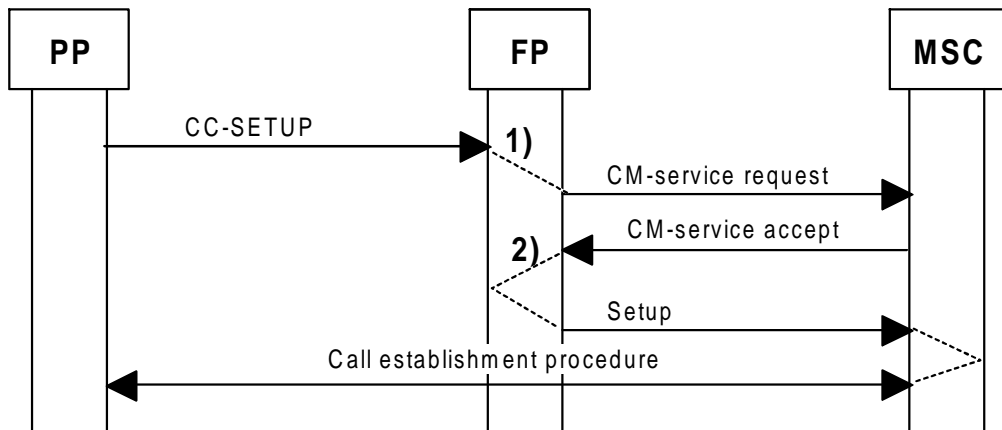 PP
FP
MSC
CC-SETUP
1)
CM-service request
CM-service accept
2)
Setup
Call establishment procedure